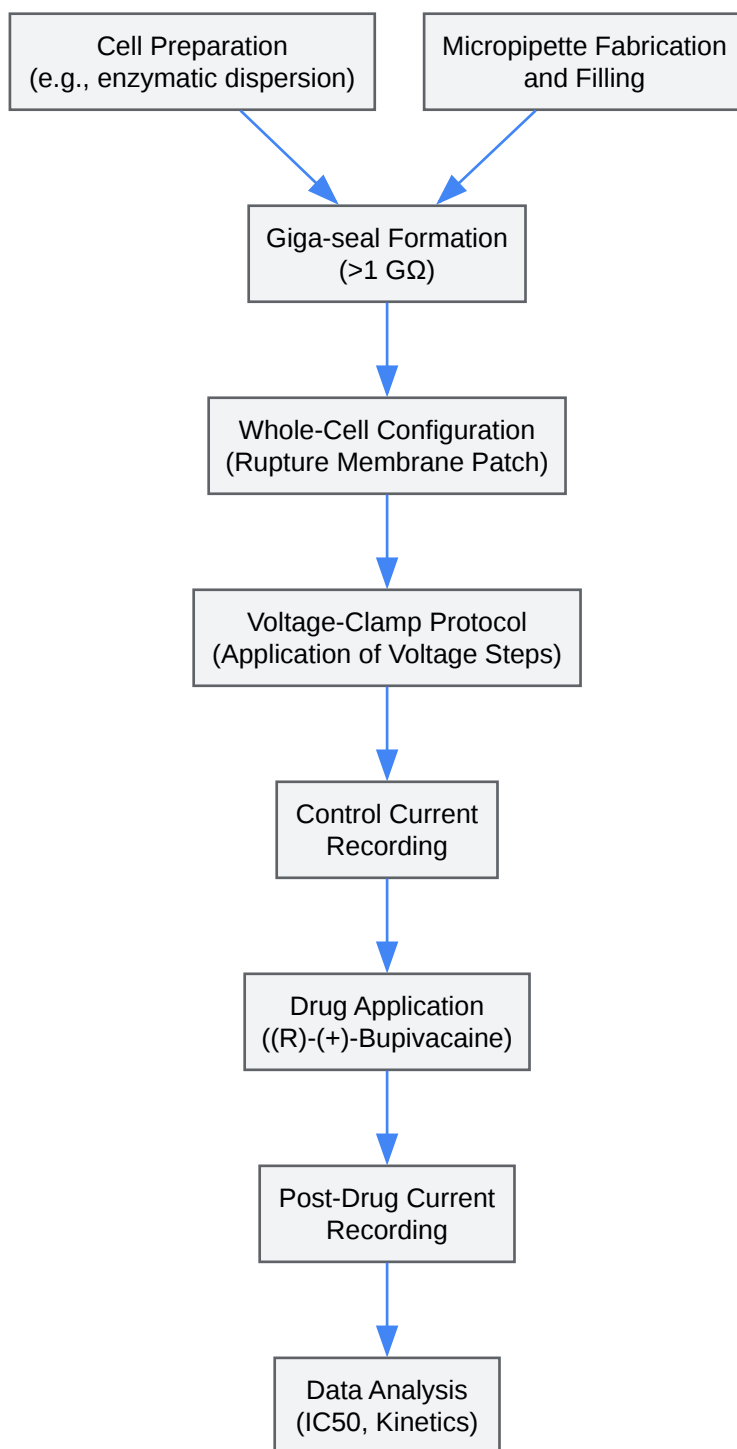 Cell Preparation
(e.g., enzymatic dispersion)
Micropipette Fabrication
and Filling
Giga-seal Formation
(>1 GΩ)
Whole-Cell Configuration
(Rupture Membrane Patch)
Voltage-Clamp Protocol
(Application of Voltage Steps)
Control Current
Recording
Drug Application
((R)-(+)-Bupivacaine)
Post-Drug Current
Recording
Data Analysis
(IC50, Kinetics)